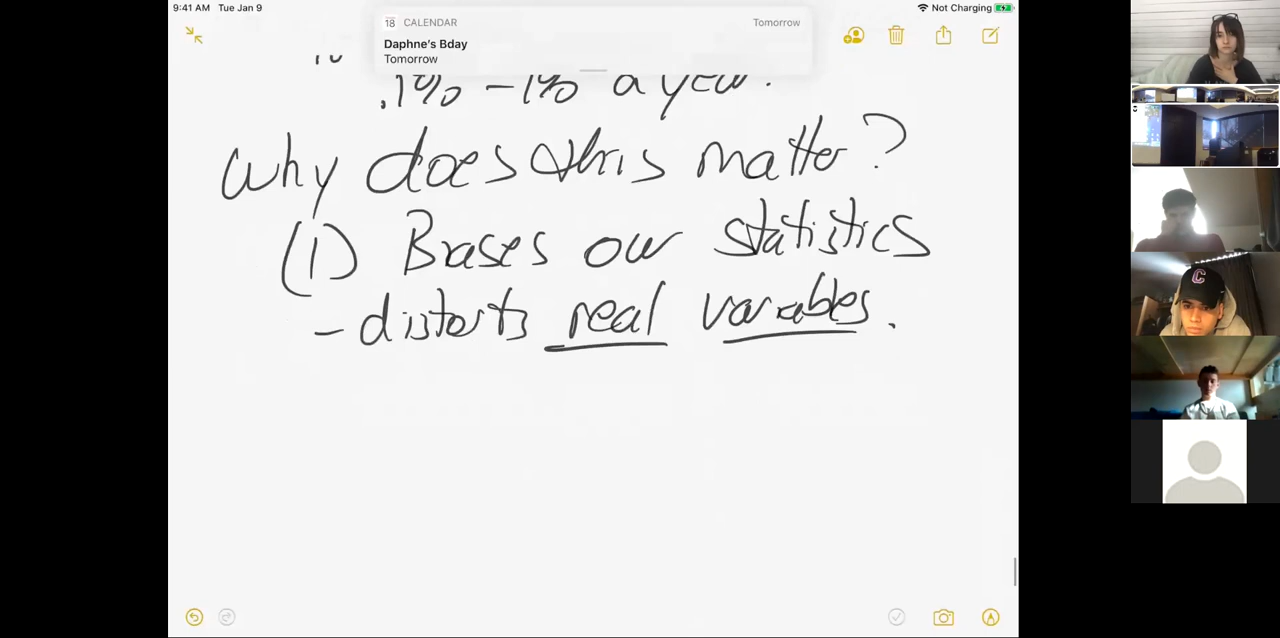 9:41 AM Tue Jan 9
Not Charging
18 CALENDAR
Tomorrow
Daphne's Bday
Tomorrow
.1% – 1% a year.
Why does this matter?
(1) Biases our statistics
– distorts real variables.
C